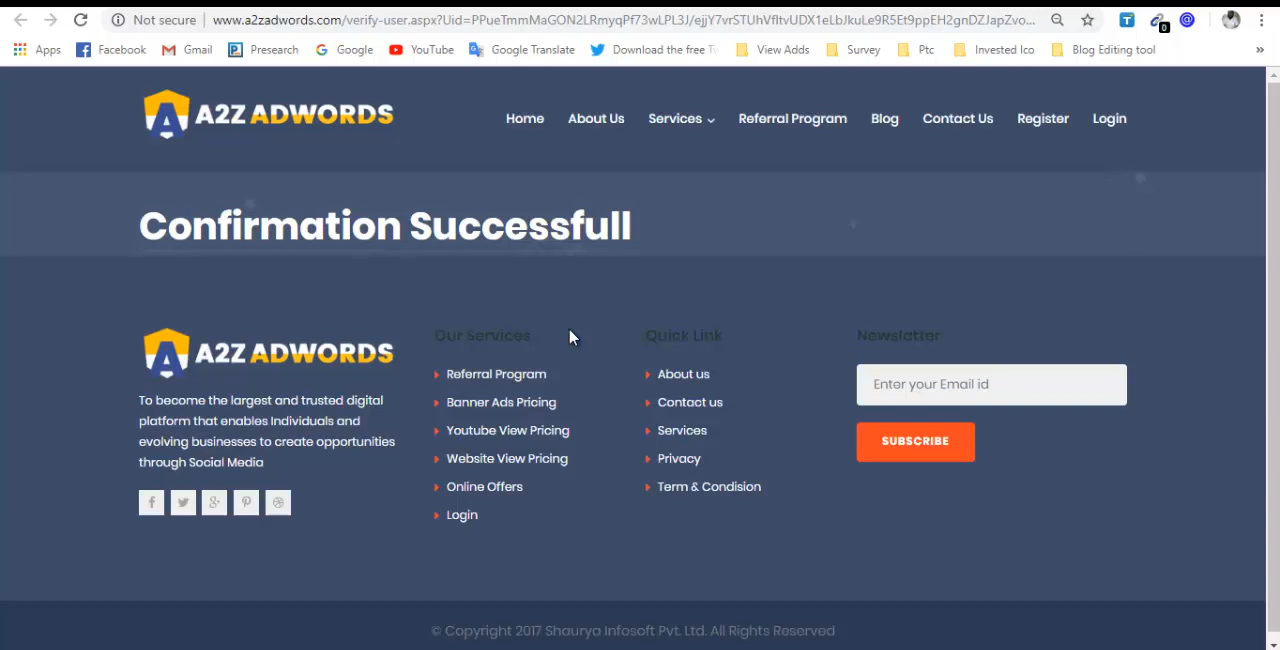 Not secure | www.a2zadwords.com/verify-user.aspx?Uid=PPueTmmMaGON2LRmyqPf73wLPL3J/ejjY7vrSTUhVfItvUDX1eLbJkuLe9R5Et9ppEH2gnDZJapZvo...
0
Apps Facebook Gmail Presearch Google YouTube Google Translate Download the free Tw View Adds Survey Ptc Invested Ico Blog Editing tool »
A2Z ADWORDS
Home About Us Services Referral Program Blog Contact Us Register Login
Confirmation Successfull
A2Z ADWORDS
To become the largest and trusted digital
platform that enables Individuals and
evolving businesses to create opportunities
through Social Media
Our Services
Referral Program
Banner Ads Pricing
Youtube View Pricing
Website View Pricing
Online Offers
Login
Quick Link
About us
Contact us
Services
Privacy
Term & Condision
Newslatter
Enter your Email id
SUBSCRIBE
© Copyright 2017 Shaurya Infosoft Pvt. Ltd. All Rights Reserved